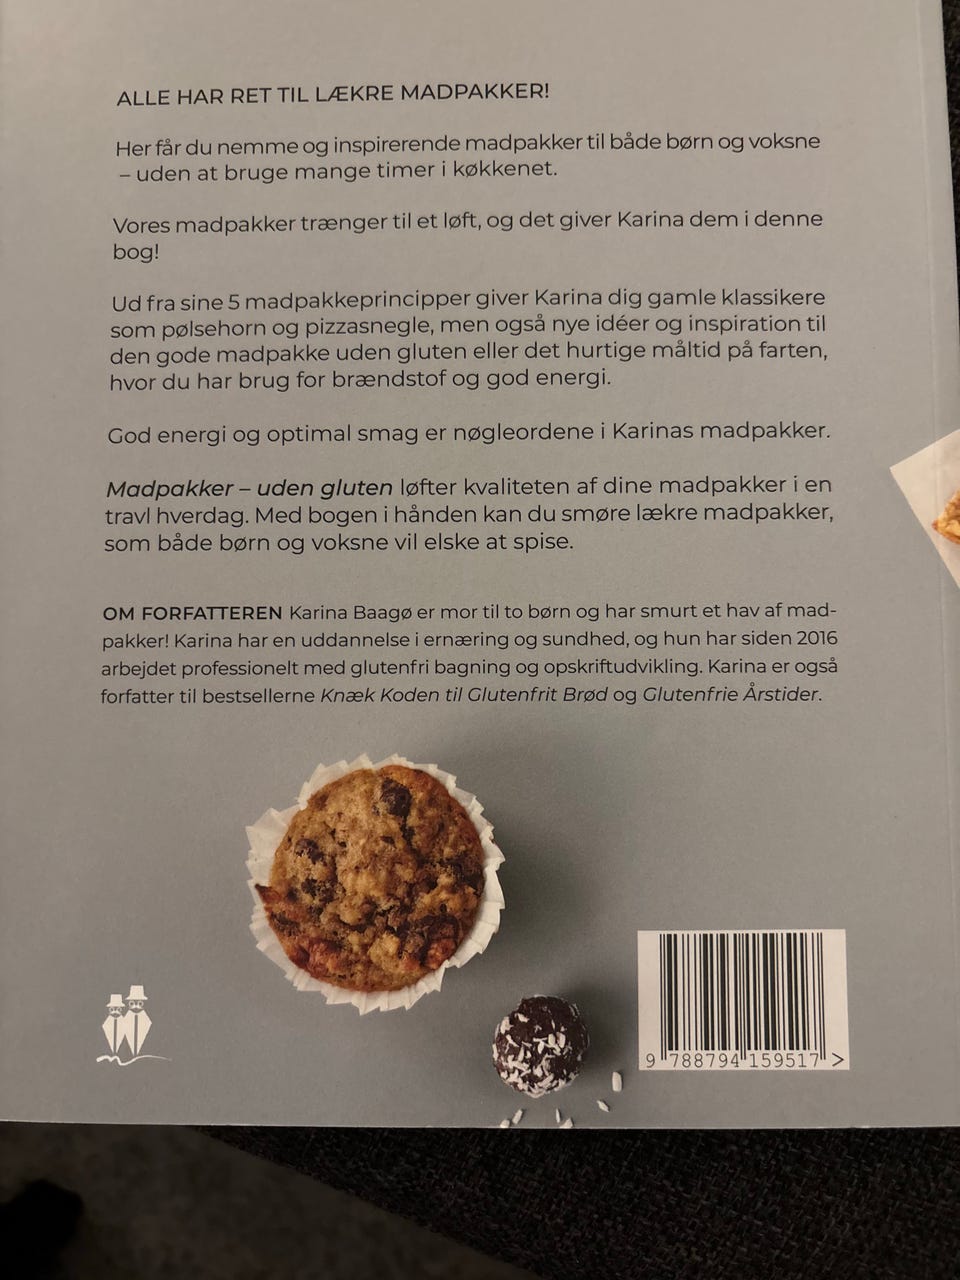 ALLE HAR RET TIL LÆKRE MADPAKKER!
Her får du nemme og inspirerende madpakker til både børn og voksne
– uden at bruge mange timer i køkkenet.
Vores madpakker trænger til et løft, og det giver Karina dem i denne
bog!
Ud fra sine 5 madpakkeprincipper giver Karina dig gamle klassikere
som pølsehorn og pizzasnegle, men også nye idéer og inspiration til
den gode madpakke uden gluten eller det hurtige måltid på farten,
hvor du har brug for brændstof og god energi.
God energi og optimal smag er nøgleordene i Karinas madpakker.
Madpakker – uden gluten løfter kvaliteten af dine madpakker i en
travl hverdag. Med bogen i hånden kan du smøre lækre madpakker,
som både børn og voksne vil elske at spise.
OM FORFATTEREN Karina Baagø er mor til to børn og har smurt et hav af mad-
pakker! Karina har en uddannelse i ernæring og sundhed, og hun har siden 2016
arbejdet professionelt med glutenfri bagning og opskriftudvikling. Karina er også
forfatter til bestsellerne Knæk Koden til Glutenfrit Brød og Glutenfrie Årstider.
9 788794 159517 >